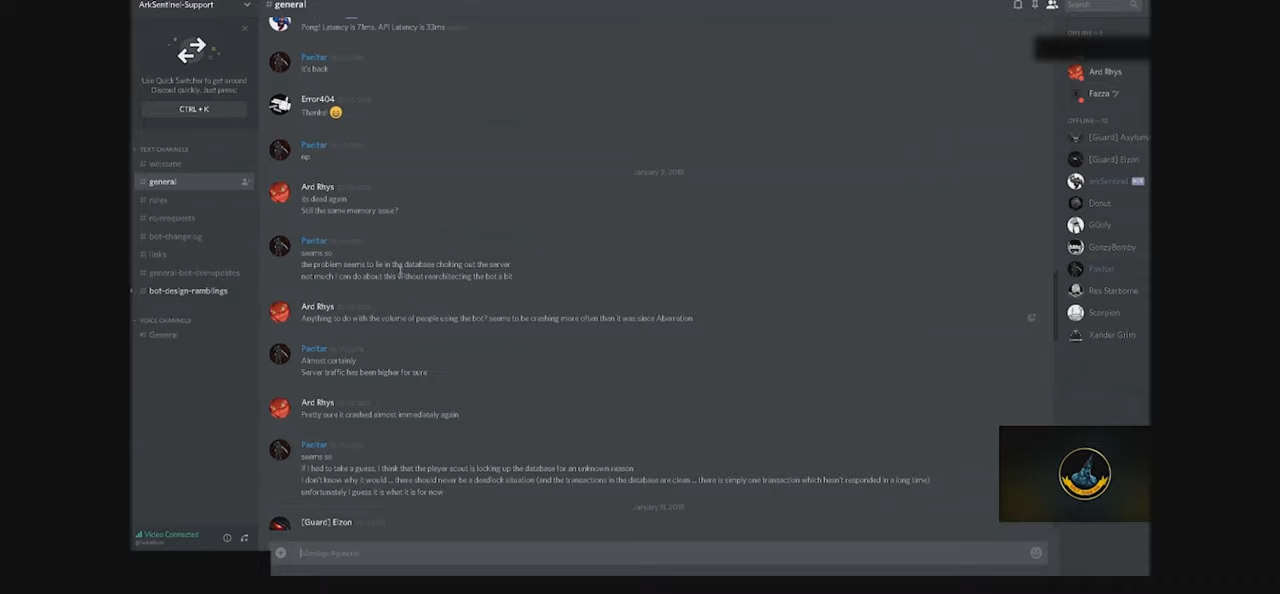 ArkSentinel-Support
# general
Search
Use Quick Switcher to get around
Discord quickly. Just press:
CTRL + K
TEXT CHANNELS
# welcome
# general
# rules
# bot-changelog
# links
# general-bot-dev-updates
# bot-design-ramblings
VOICE CHANNELS
General
Video Connected
Pong! Latency is 71ms. API Latency is 33ms
Paeltar
it's back
Error404
Thanks!
Paeltar
np
Ard Rhys
its dead again
Still the same memory issue?
Paeltar
seems so
the problem seems to lie in the database choking out the server
not much I can do about this without rearchitecting the bot a bit
Ard Rhys
Anything to do with the volume of people using the bot? seems to be crashing more often than it was since Aberration
Paeltar
Almost certainly
Server traffic has been higher for sure
Ard Rhys
Pretty sure it crashed almost immediately again
Paeltar
seems so
If I had to take a guess, I think that the player scout is locking up the database for an unknown reason
I don't know why it would ... there should never be a deadlock situation (and the transactions in the database are clean ... there is simply one transaction which hasn't responded in a long time)
unfortunately I guess it is what it is for now
January 11, 2018
[Guard] Elzon
Message #general
Ard Rhys
Fazza ツ
OFFLINE—10
[Guard] Asylum
[Guard] Elzon
arkSentinel BOT
Donut
G0ofy
GonzyBonby
Paeltar
Res Starborne
Scorpion
Xander Grim